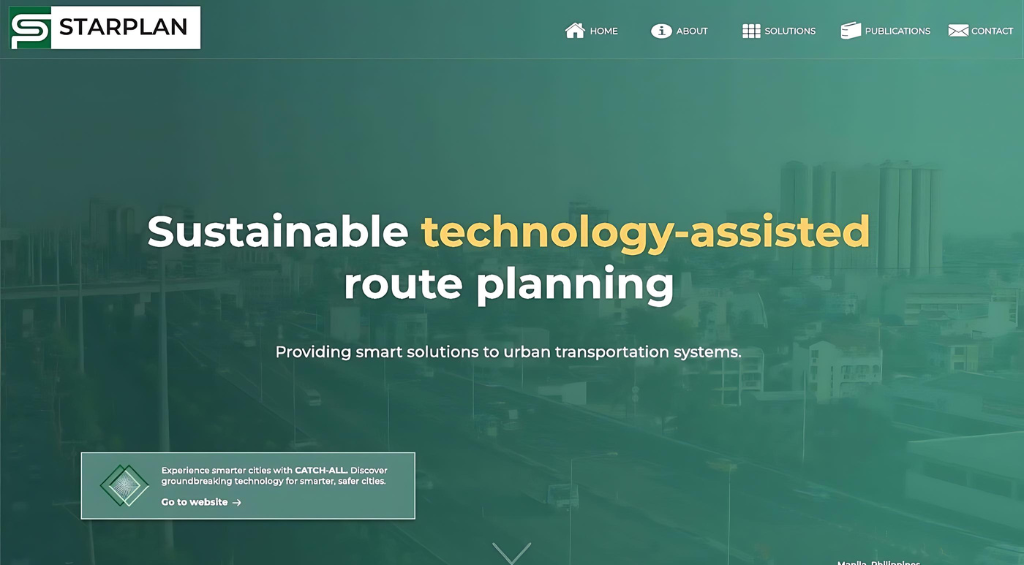 STARPLAN
HOME
ABOUT
SOLUTIONS
PUBLICATIONS
CONTACT
Sustainable technology-assisted
route planning
Providing smart solutions to urban transportation systems.
Experience smarter cities with CATCH-ALL. Discover
groundbreaking technology for smarter, safer cities.
Go to website →
Manila, Philippines